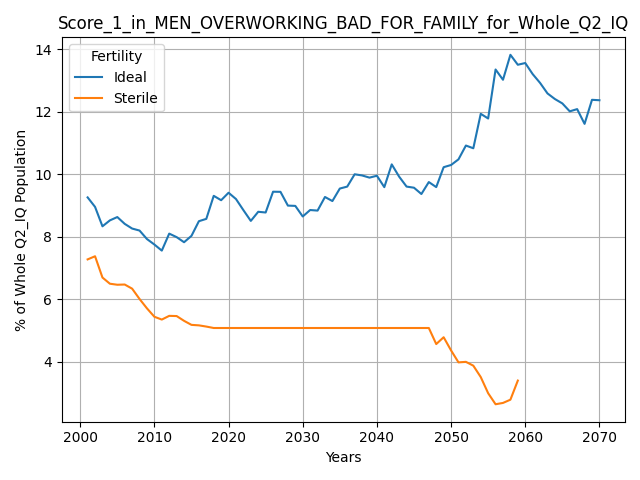 Score_1_in_MEN_OVERWORKING_BAD_FOR_FAMILY_for_Whole_Q2_IQ
Fertility
Ideal
Sterile
% of Whole Q2_IQ Population
14
12
10
8
6
4
2000 2010 2020 2030 2040 2050 2060 2070
Years